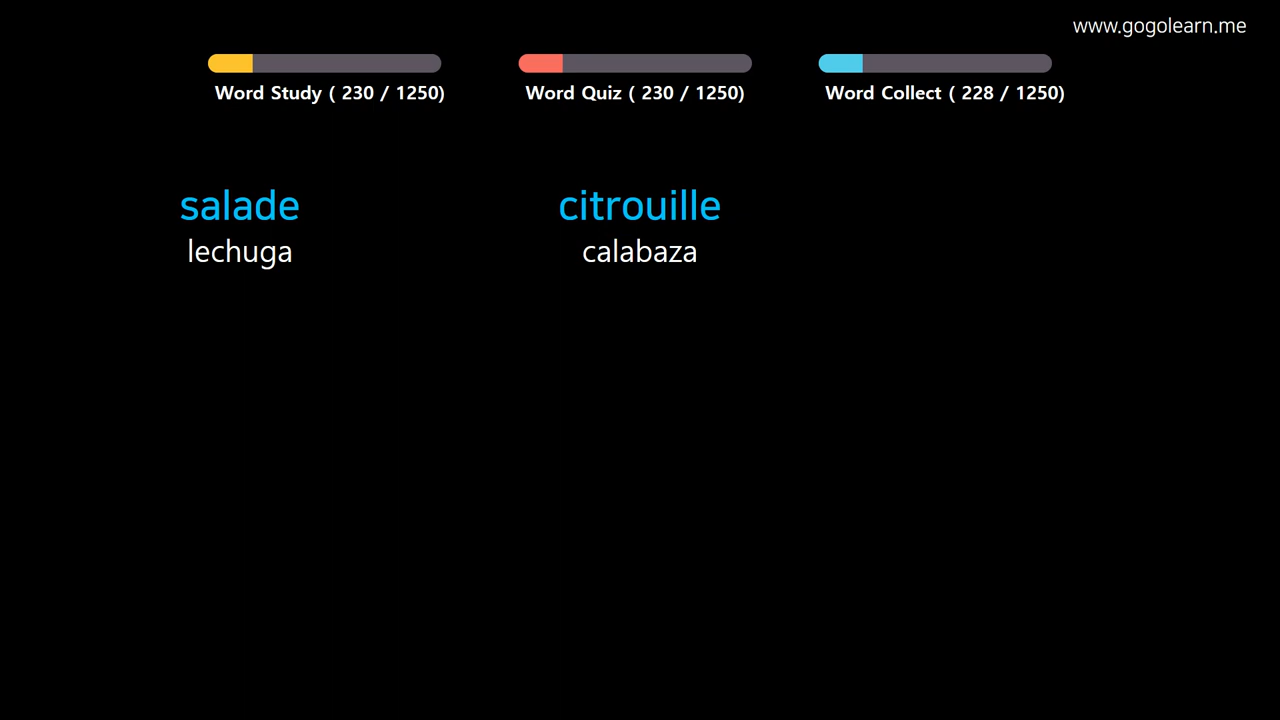 www.gogolearn.me
Word Study ( 230 / 1250)
Word Quiz ( 230 / 1250)
Word Collect ( 228 / 1250)
salade
lechuga
citrouille
calabaza